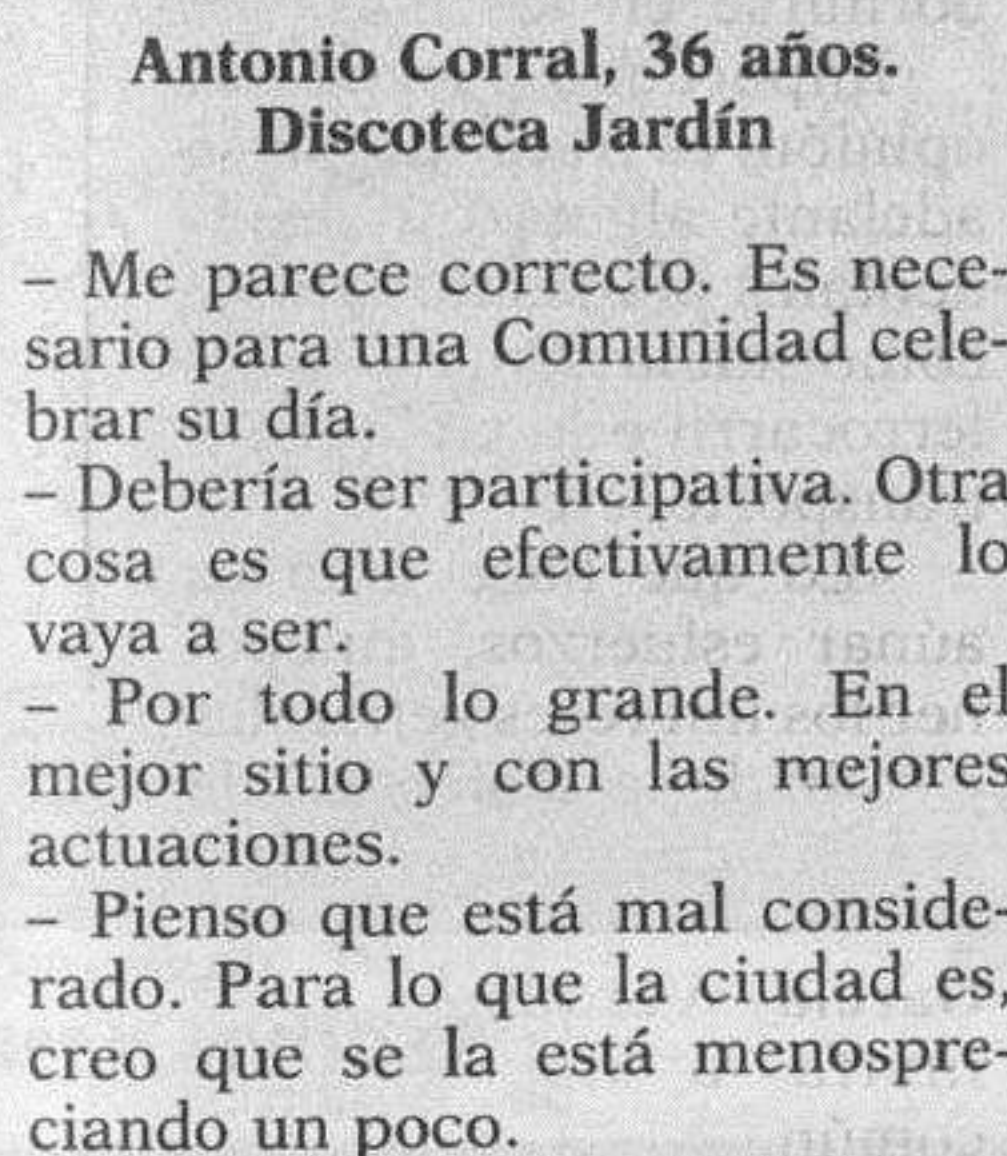 Antonio Corral, 36 años.
Discoteca Jardín
– Me parece correcto. Es nece-
sario para una Comunidad cele-
brar su día.
– Debería ser participativa. Otra
cosa es que efectivamente lo
vaya a ser.
– Por todo lo grande. En el
mejor sitio y con las mejores
actuaciones.
– Pienso que está mal conside-
rado. Para lo que la ciudad es,
creo que se la está menospre-
ciando un poco.